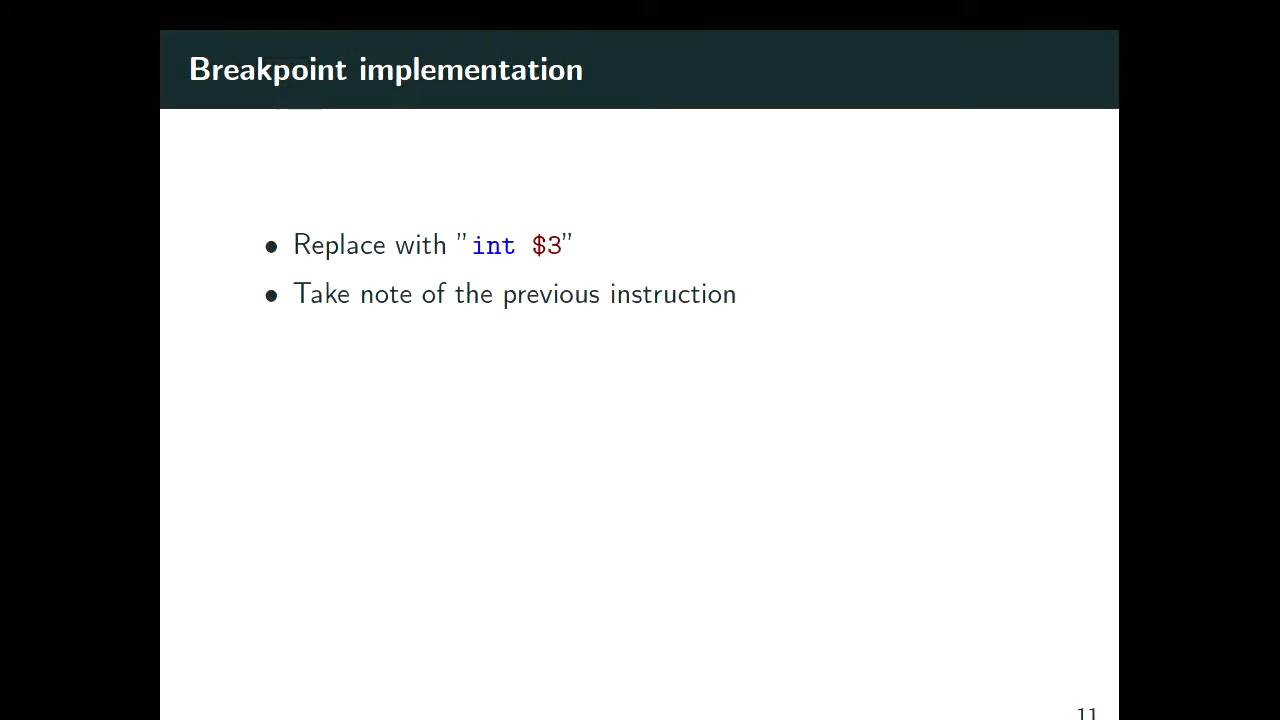 Breakpoint implementation
• Replace with ”int $3”
• Take note of the previous instruction
11